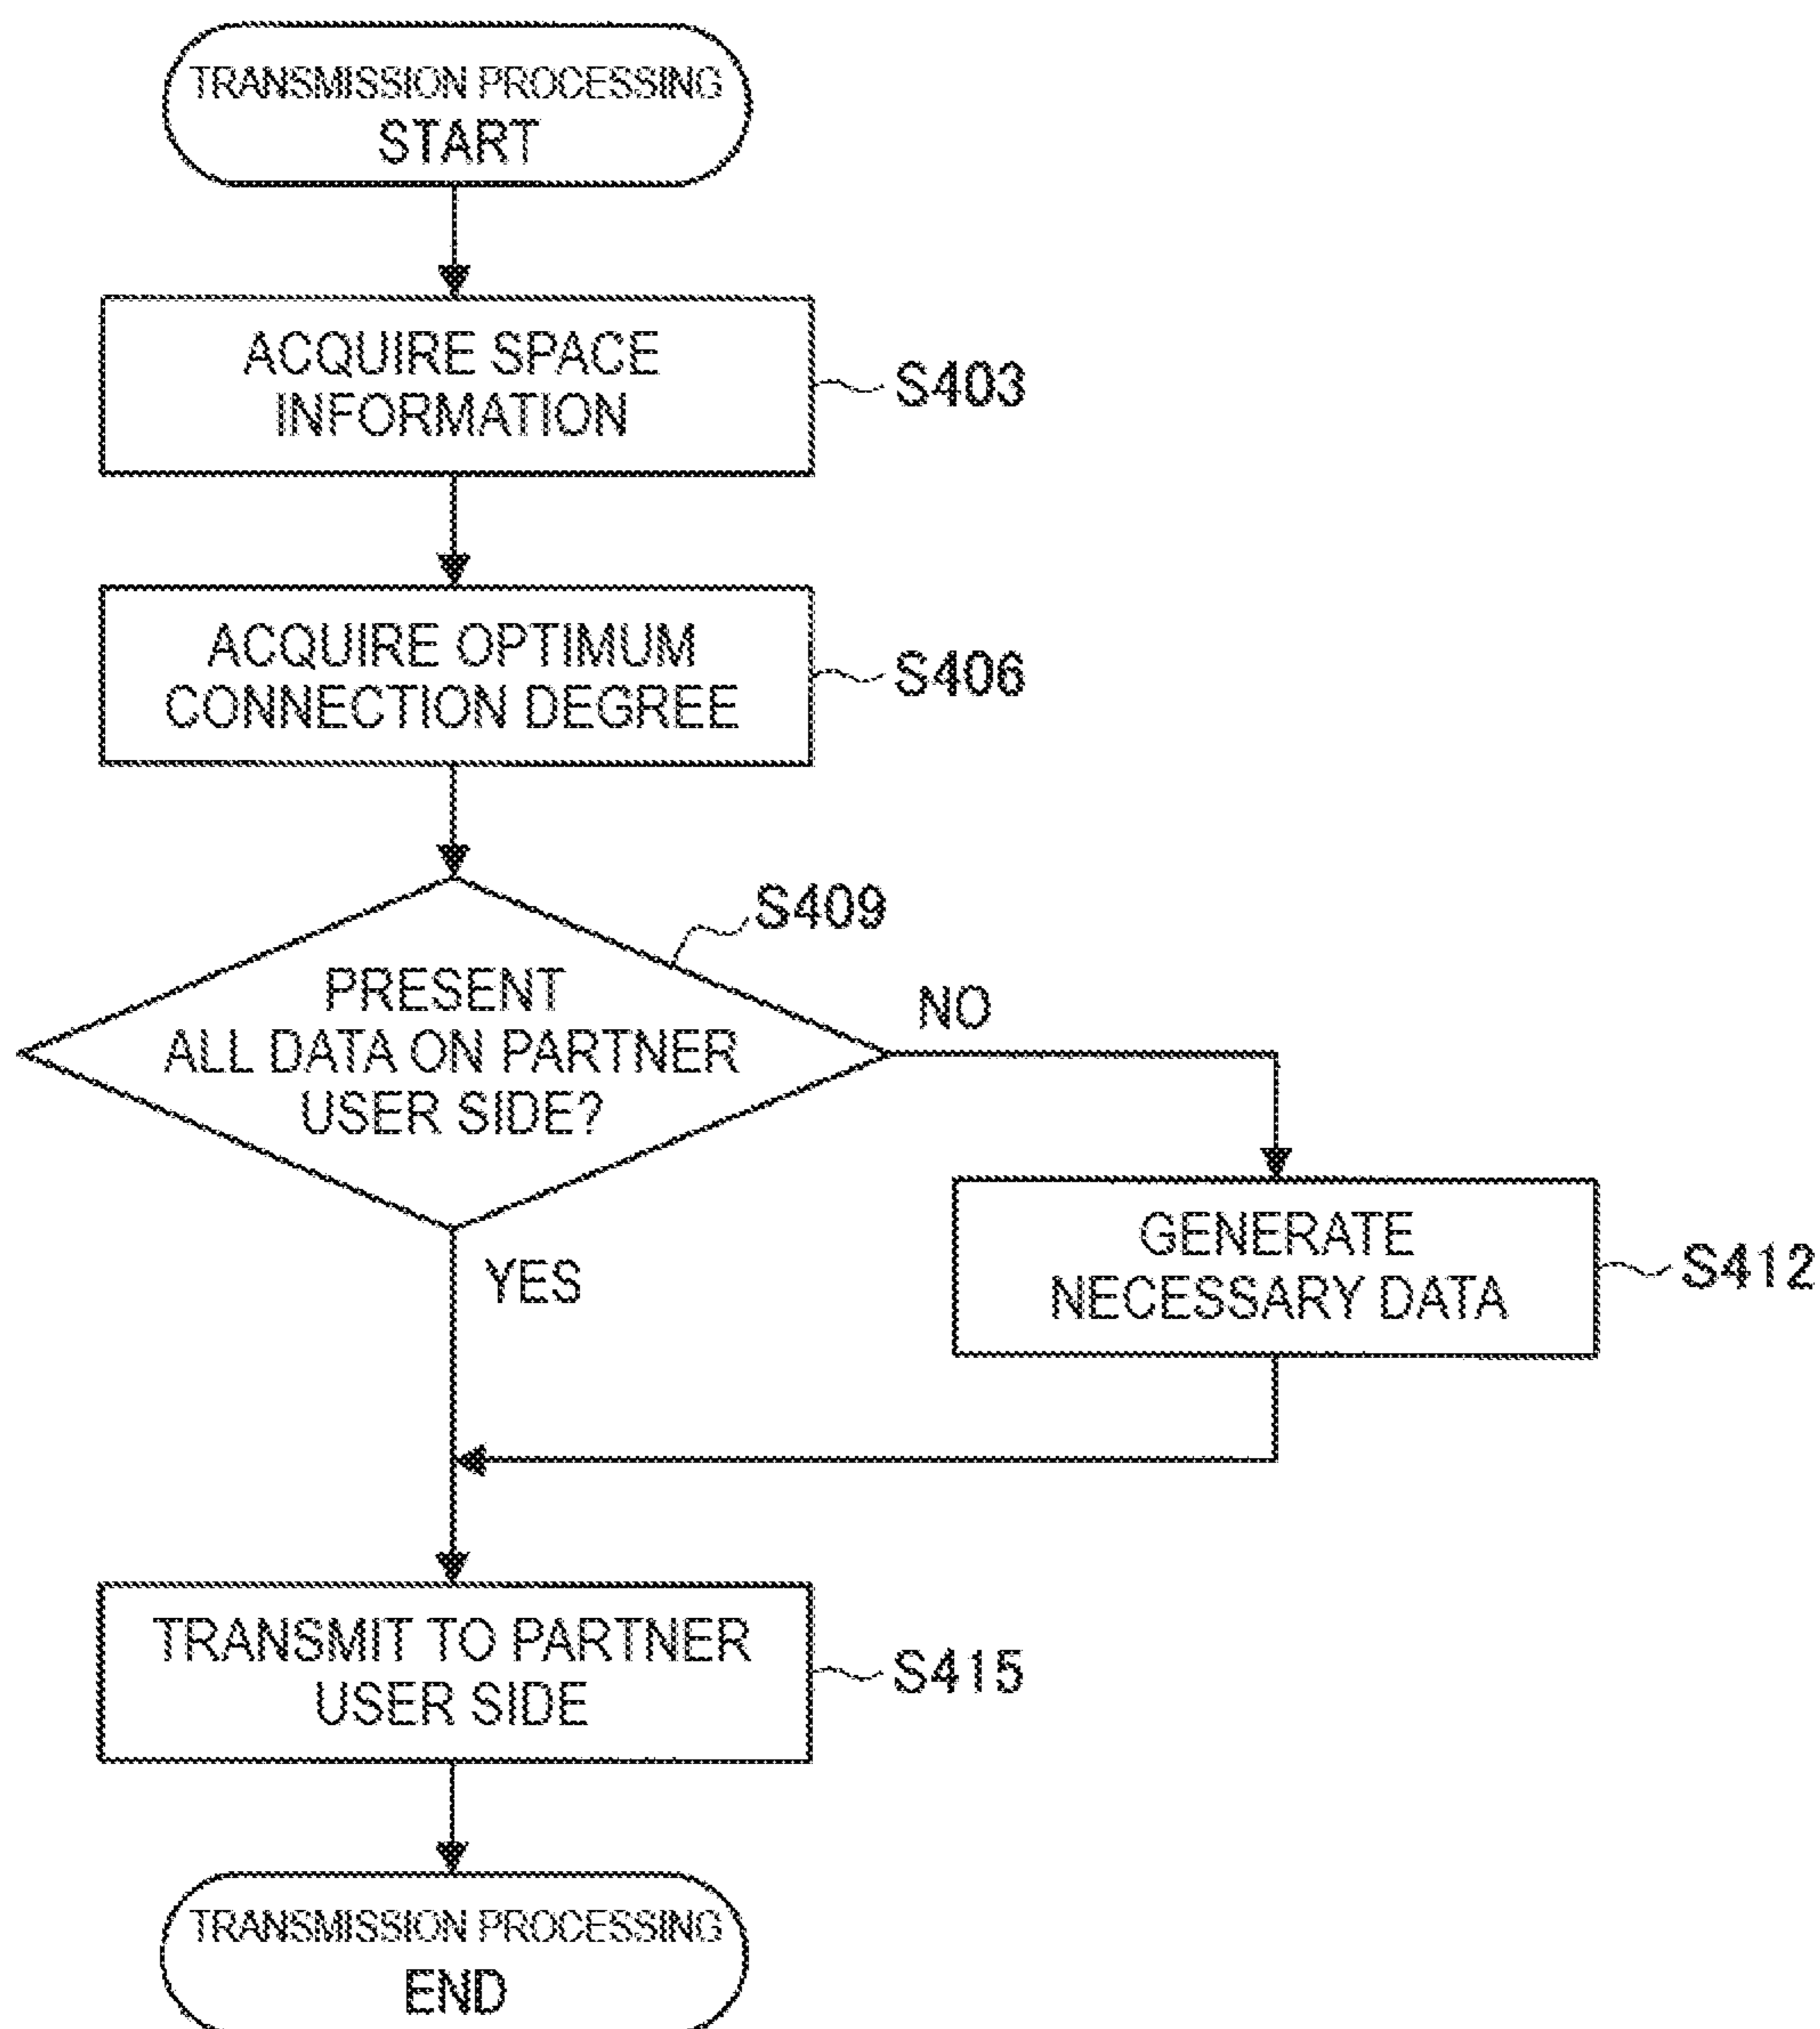 TRANSMISSION PROCESSING
START
ACQUIRE SPACE
INFORMATION
S403
ACQUIRE OPTIMUM
CONNECTION DEGREE
S406
S409
PRESENT
ALL DATA ON PARTNER
USER SIDE?
NO
YES
GENERATE
NECESSARY DATA
S412
TRANSMIT TO PARTNER
USER SIDE
S415
TRANSMISSION PROCESSING
END